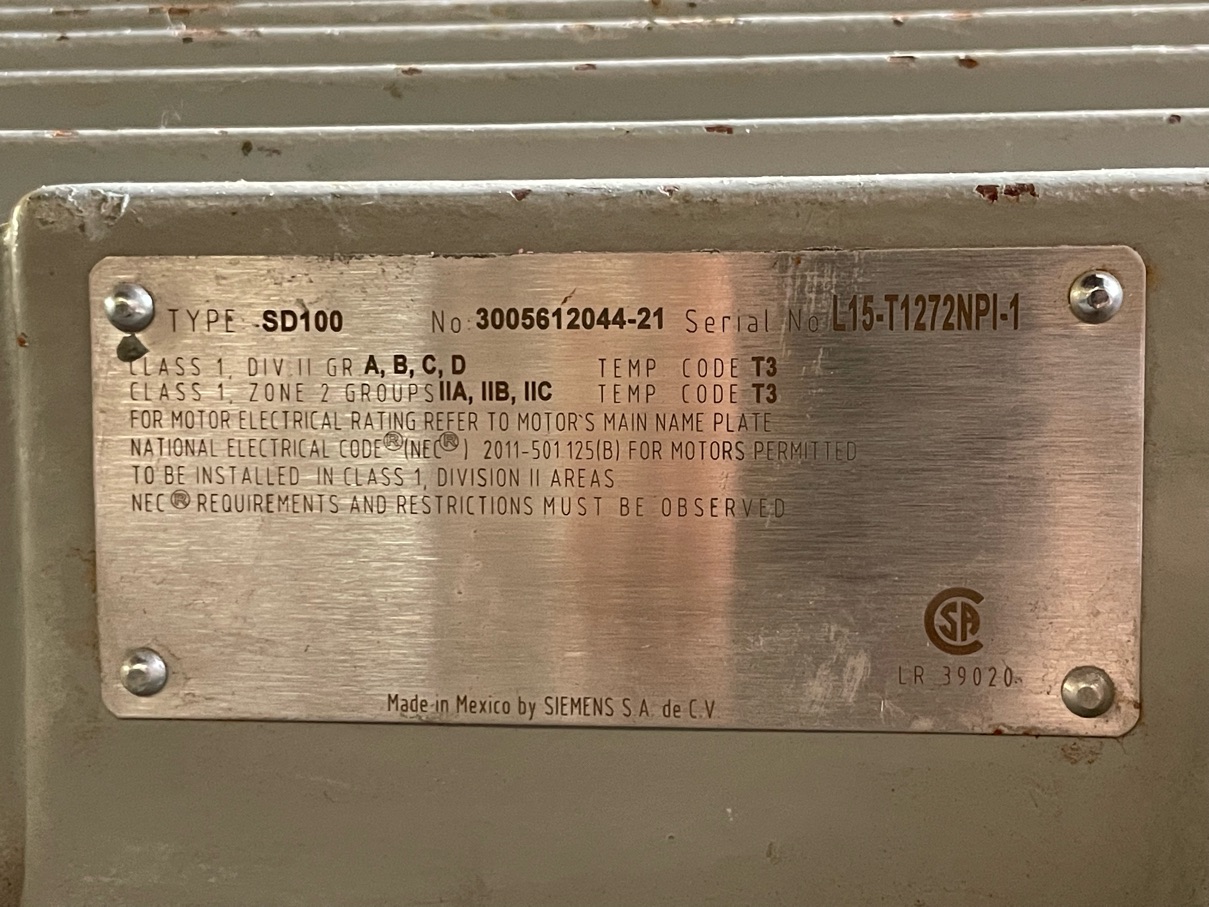 TYPE SD100 No: 3005612044-21 Serial No L15-T1272NPI-1
CLASS 1, DIV. II GR A, B, C, D TEMP CODE T3
CLASS 1, ZONE 2 GROUPS IIA, IIB, IIC TEMP CODE T3
FOR MOTOR ELECTRICAL RATING REFER TO MOTOR'S MAIN NAME PLATE
NATIONAL ELECTRICAL CODE® (NEC®) 2011-501.125(B) FOR MOTORS PERMITTED
TO BE INSTALLED IN CLASS 1, DIVISION II AREAS
NEC® REQUIREMENTS AND RESTRICTIONS MUST BE OBSERVED
CSA
LR 39020
Made in Mexico by SIEMENS S.A. de C.V